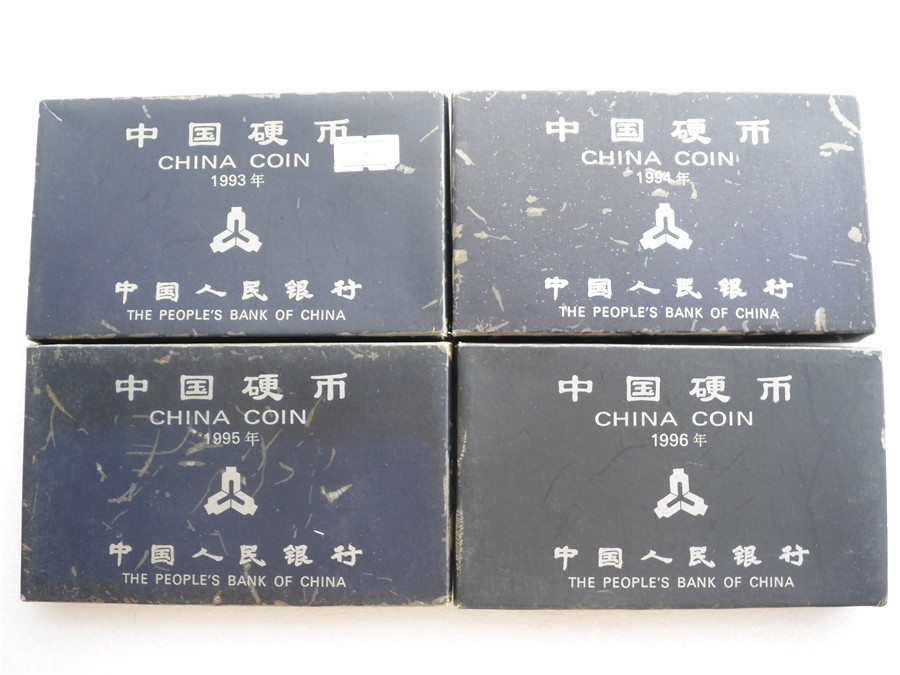 中国硬币
CHINA COIN
1993年
中国人民银行
THE PEOPLE'S BANK OF CHINA
中国硬币
CHINA COIN
1994年
中国人民银行
THE PEOPLE'S BANK OF CHINA
中国硬币
CHINA COIN
1995年
中国人民银行
THE PEOPLE'S BANK OF CHINA
中国硬币
CHINA COIN
1996年
中国人民银行
THE PEOPLE'S BANK OF CHINA